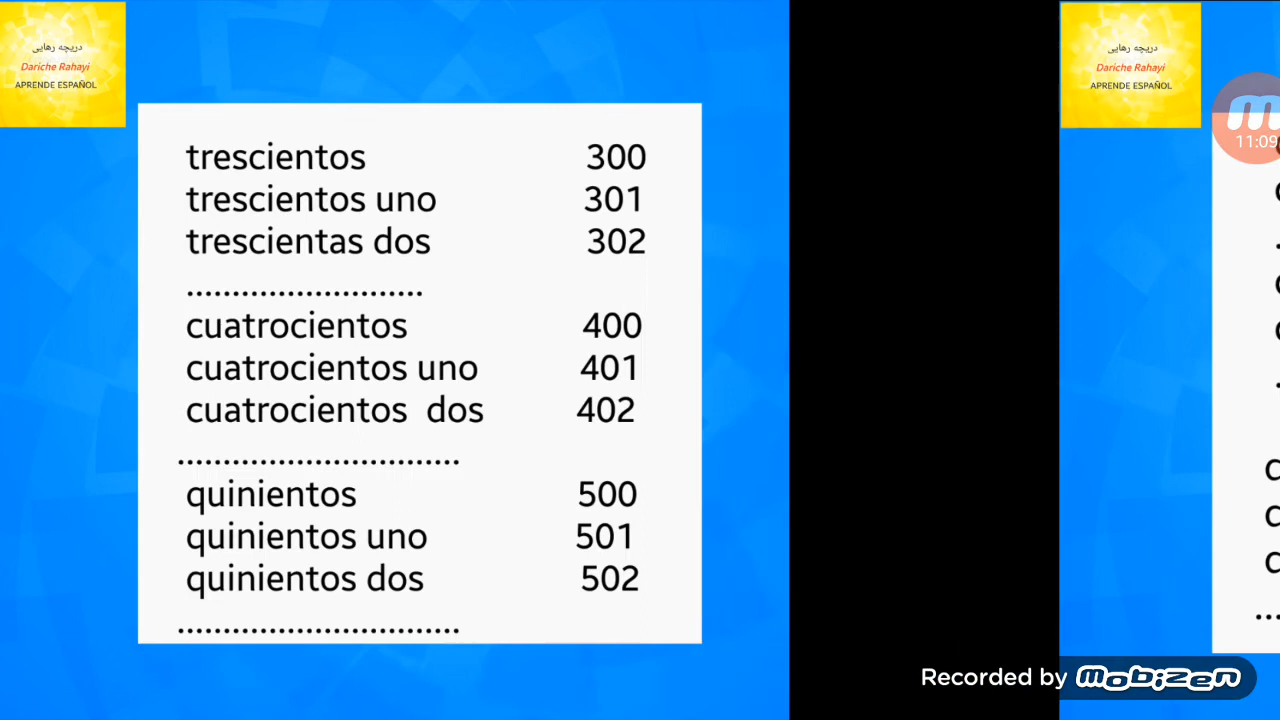 دریچه رهایی
Dariche Rahayi
APRENDE ESPAÑOL
trescientos 300
trescientos uno 301
trescientas dos 302
..........................
cuatrocientos 400
cuatrocientos uno 401
cuatrocientos dos 402
...............................
quinientos 500
quinientos uno 501
quinientos dos 502
...............................
دریچه رهایی
Dariche Rahayi
APRENDE ESPAÑOL
11:09
Recorded by mobizen